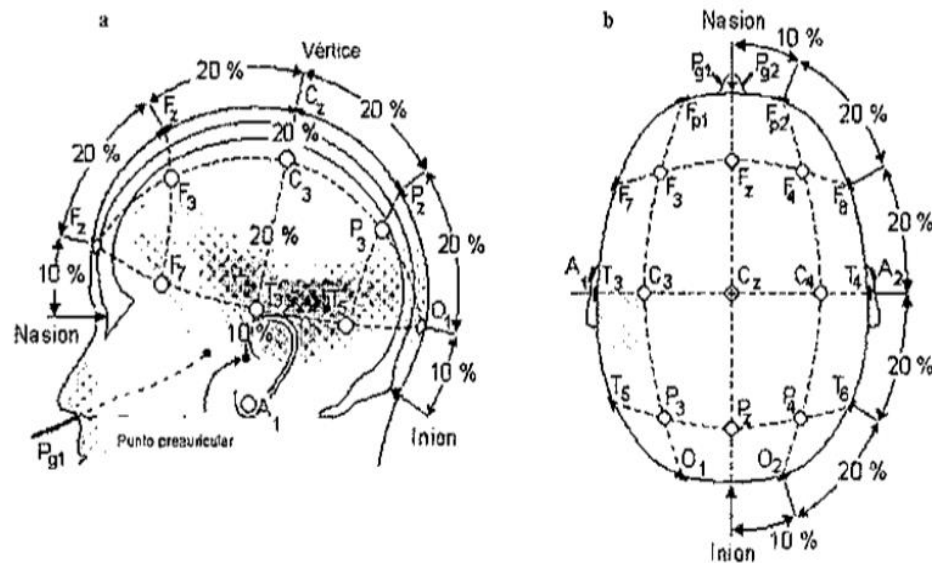 a
Vértice
20 %
20 %
Cz
Fz
20 %
20 %
C3
F3
Pz
P3
Fz
20 %
20 %
10 %
F7
T3
O1
10 %
10 %
Nasion
A1
Punto preauricular
Inion
Pg1
b
Nasion
10 %
Pg1
Pg2
Fp1
Fp2
20 %
F7
F3
Fz
F4
F8
20 %
A1
T3
C3
Cz
C4
T4
A2
20 %
T5
P3
Pz
P4
T6
O1
O2
20 %
10 %
Inion